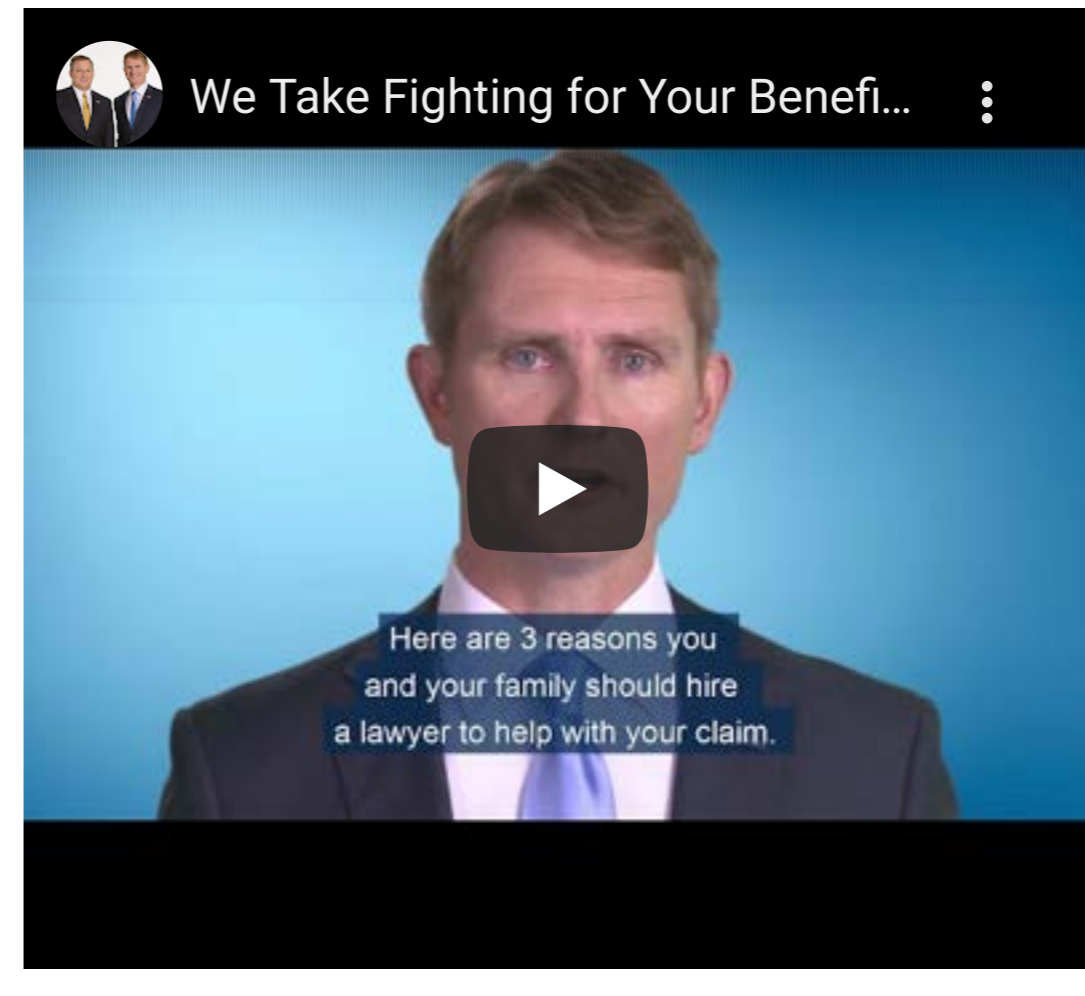 We Take Fighting for Your Benefi...
Here are 3 reasons you
and your family should hire
a lawyer to help with your claim.